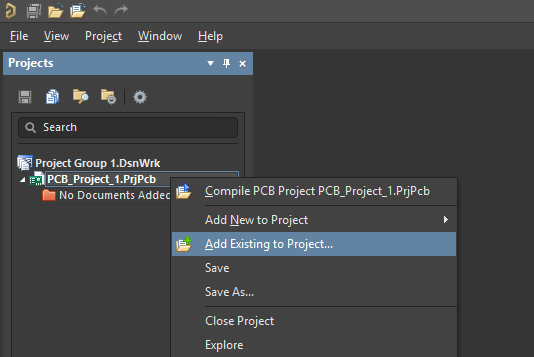 File View Project Window Help
Projects
Search
Project Group 1.DsnWrk
PCB_Project_1.PrjPcb
No Documents Added
Compile PCB Project PCB_Project_1.PrjPcb
Add New to Project
Add Existing to Project...
Save
Save As...
Close Project
Explore